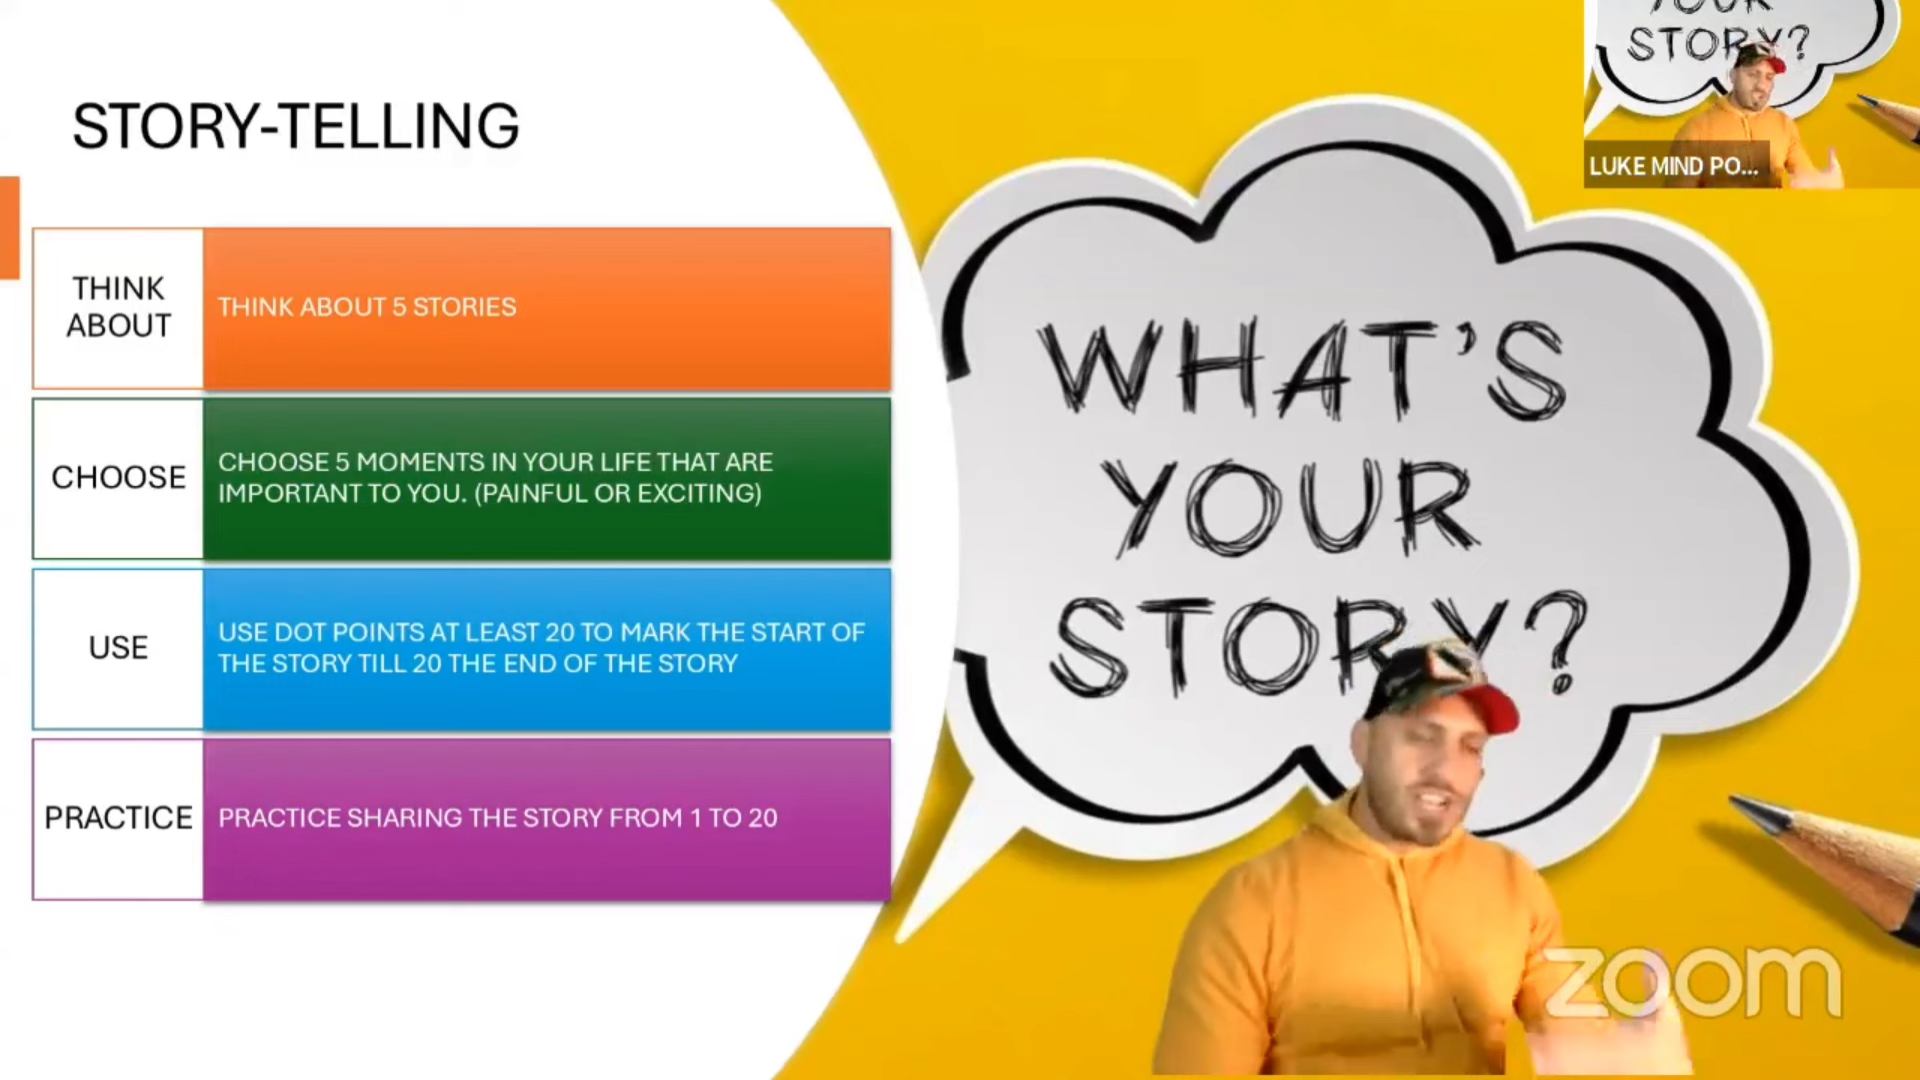 STORY-TELLING
THINK
ABOUT
THINK ABOUT 5 STORIES
CHOOSE
CHOOSE 5 MOMENTS IN YOUR LIFE THAT ARE
IMPORTANT TO YOU. (PAINFUL OR EXCITING)
USE
USE DOT POINTS AT LEAST 20 TO MARK THE START OF
THE STORY TILL 20 THE END OF THE STORY
PRACTICE
PRACTICE SHARING THE STORY FROM 1 TO 20
WHAT'S
YOUR
STORY?
YOUR
STORY?
LUKE MIND PO...
zoom